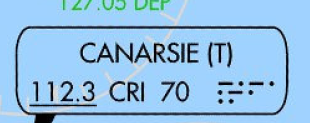 127.05 DEP
CANARSIE (T)
112.3 CRI 70